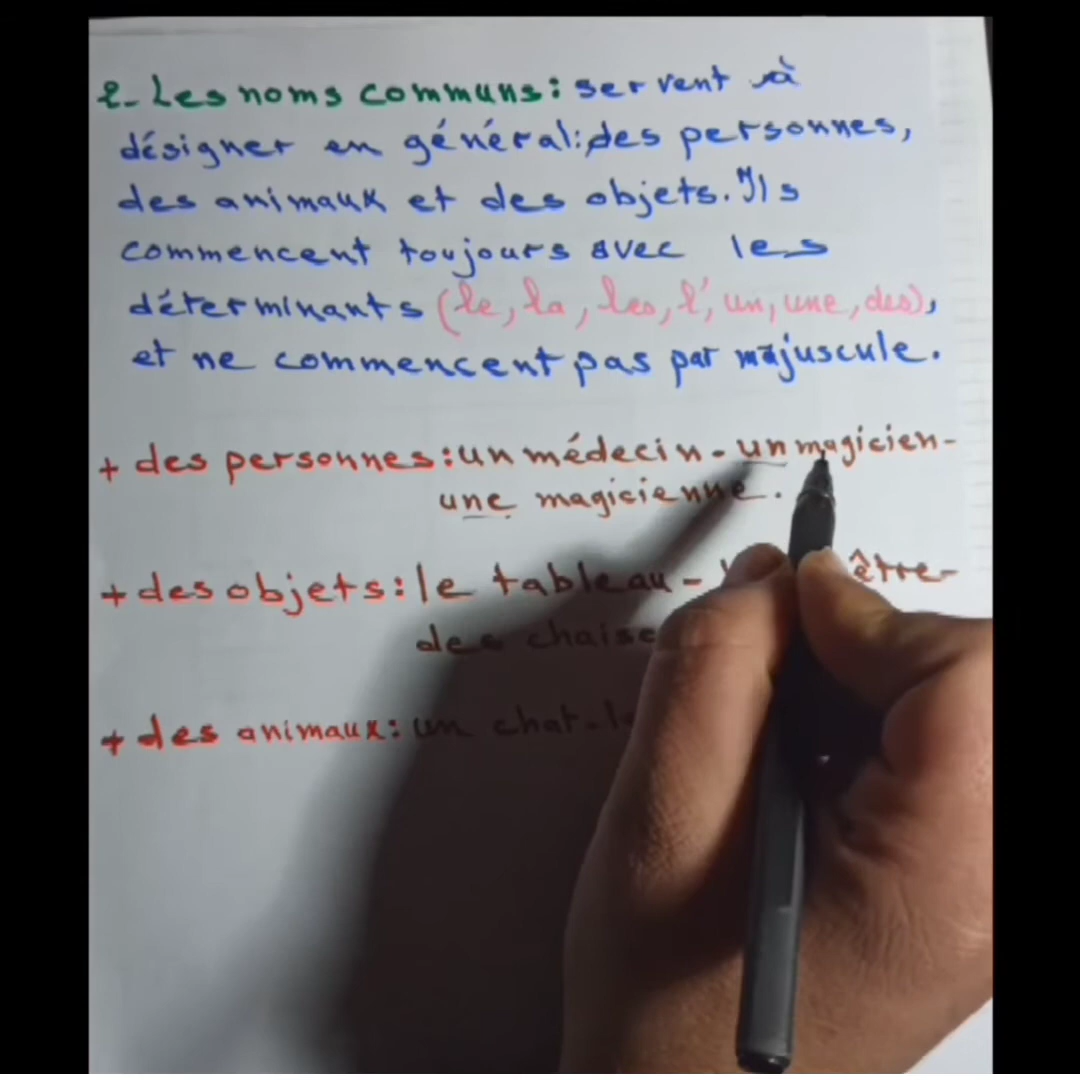 2- Les noms communs: servent à
désigner en général: des personnes,
des animaux et des objets. Ils
commencent toujours avec les
déterminants (le, la, les, l', un, une, des),
et ne commencent pas par majuscule.
+ des personnes: un médecin - un magicien -
une magicienne.
+ des objets: le tableau -
des
+ des animaux: un chat -